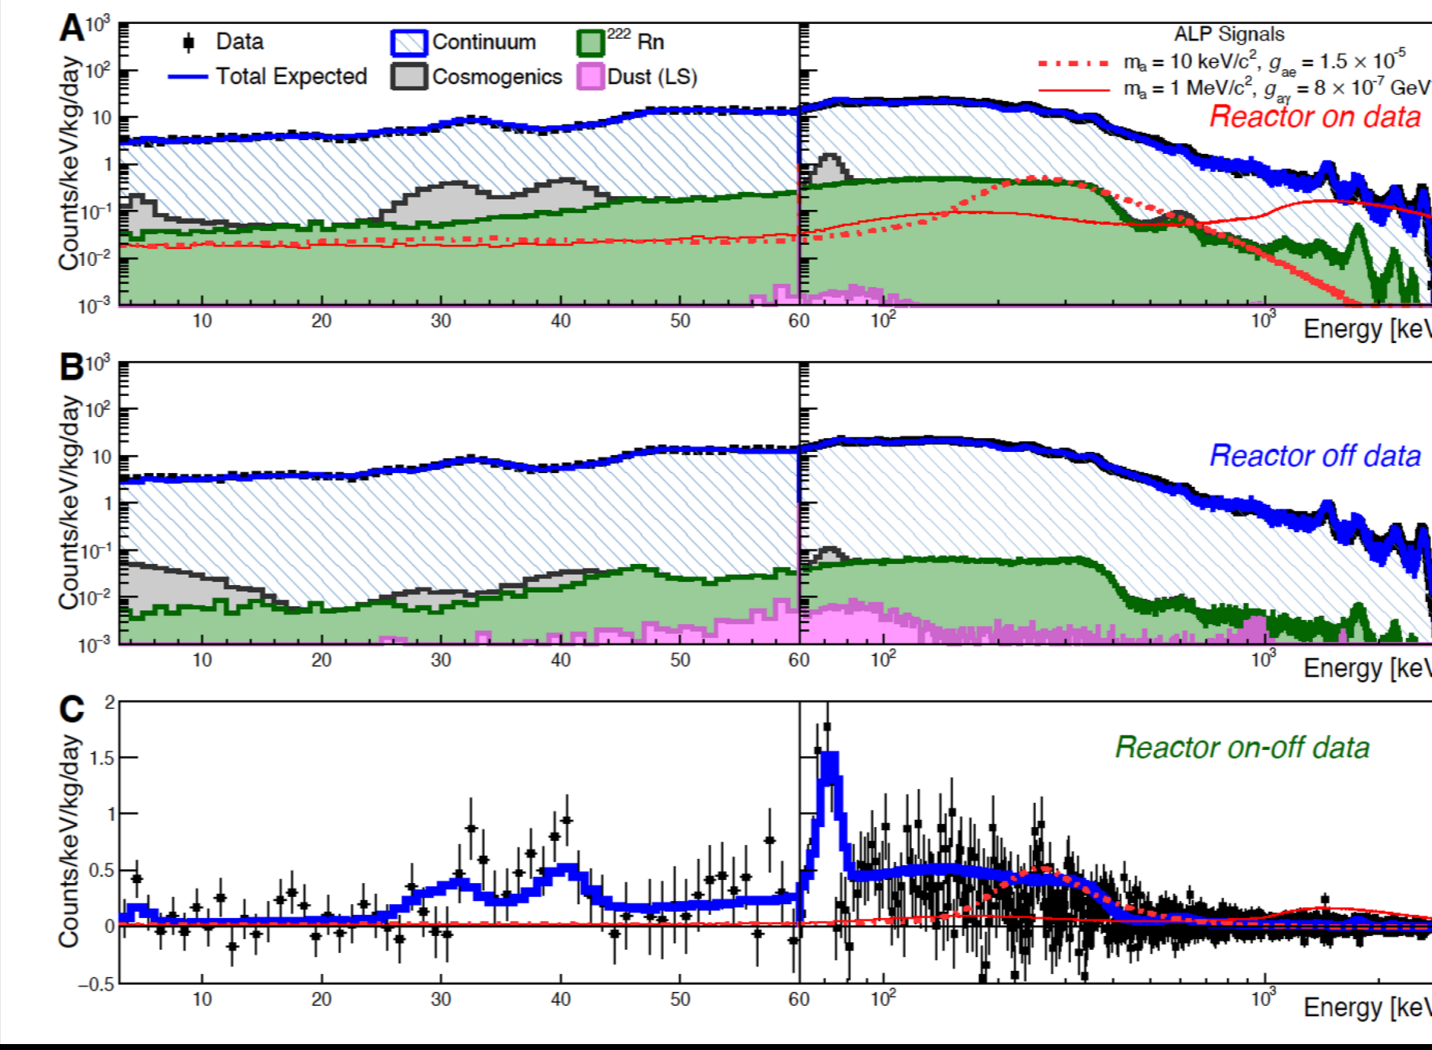 A
Counts/keV/kg/day
10³
10²
10
1
10⁻¹
10⁻²
10⁻³
Data
Total Expected
Continuum
Cosmogenics
²²² Rn
Dust (LS)
ALP Signals
mₐ = 10 keV/c², gₐₑ = 1.5 × 10⁻⁵
mₐ = 1 MeV/c², gₐᵧ = 8 × 10⁻⁷ GeV
Reactor on data
10 20 30 40 50 60 10² 10³
Energy [keV
B
Counts/keV/kg/day
10³
10²
10
1
10⁻¹
10⁻²
10⁻³
Reactor off data
10 20 30 40 50 60 10² 10³
Energy [keV
C
Counts/keV/kg/day
2
1.5
1
0.5
0
−0.5
Reactor on-off data
10 20 30 40 50 60 10² 10³
Energy [keV